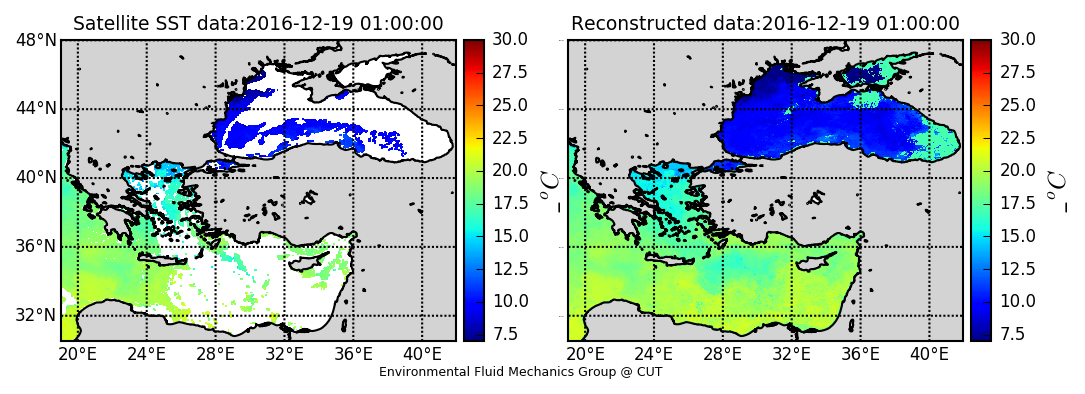 Satellite SST data:2016-12-19 01:00:00
48°N
44°N
40°N
36°N
32°N
20°E 24°E 28°E 32°E 36°E 40°E
30.0
27.5
25.0
22.5
20.0
17.5
15.0
12.5
10.0
7.5
_°C
Reconstructed data:2016-12-19 01:00:00
20°E 24°E 28°E 32°E 36°E 40°E
30.0
27.5
25.0
22.5
20.0
17.5
15.0
12.5
10.0
7.5
_°C
Environmental Fluid Mechanics Group @ CUT